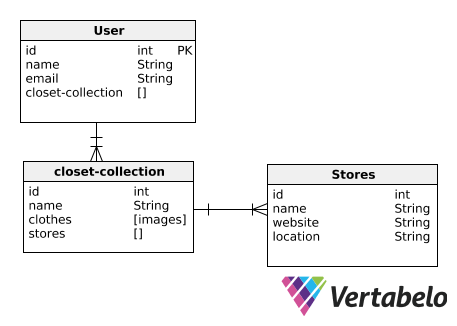 User
id int PK
name String
email String
closet-collection []
closet-collection
id int
name String
clothes [images]
stores []
Stores
id int
name String
website String
location String
Vertabelo